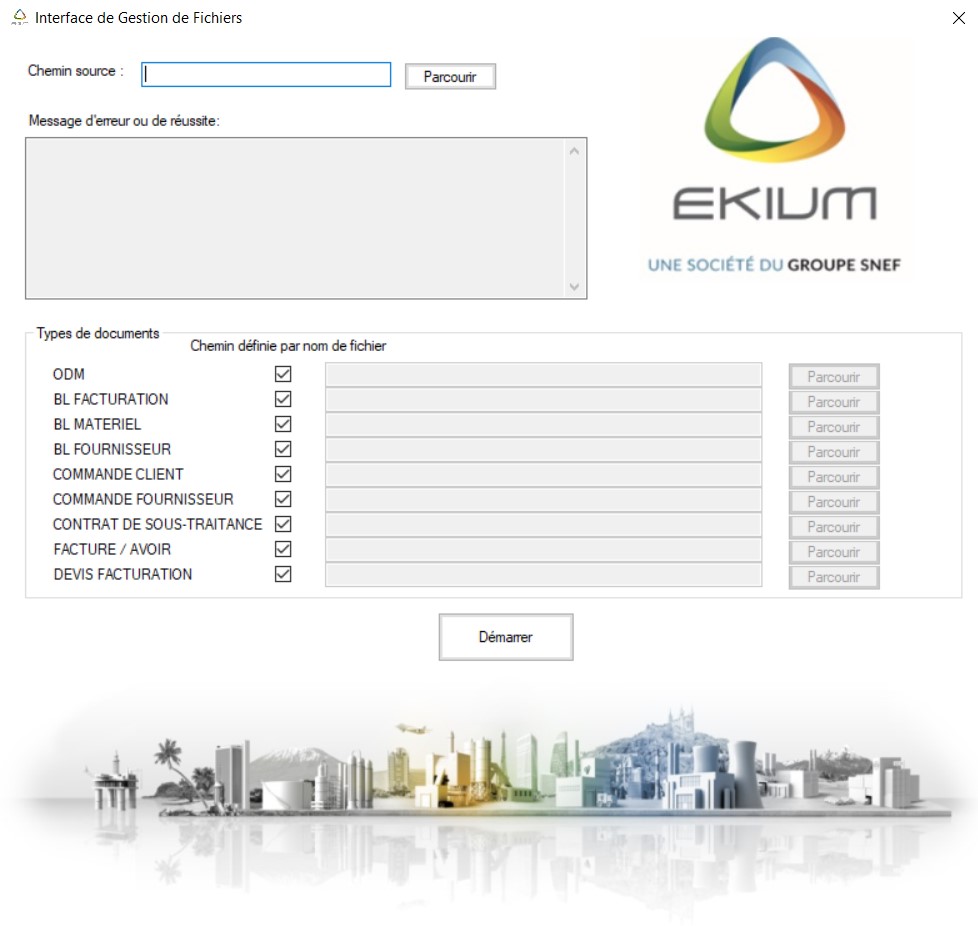 Interface de Gestion de Fichiers
Chemin source :
Parcourir
Message d'erreur ou de réussite:
EKIUM
UNE SOCIÉTÉ DU GROUPE SNEF
Types de documents
Chemin définie par nom de fichier
ODM Parcourir
BL FACTURATION Parcourir
BL MATERIEL Parcourir
BL FOURNISSEUR Parcourir
COMMANDE CLIENT Parcourir
COMMANDE FOURNISSEUR Parcourir
CONTRAT DE SOUS-TRAITANCE Parcourir
FACTURE / AVOIR Parcourir
DEVIS FACTURATION Parcourir
Démarrer